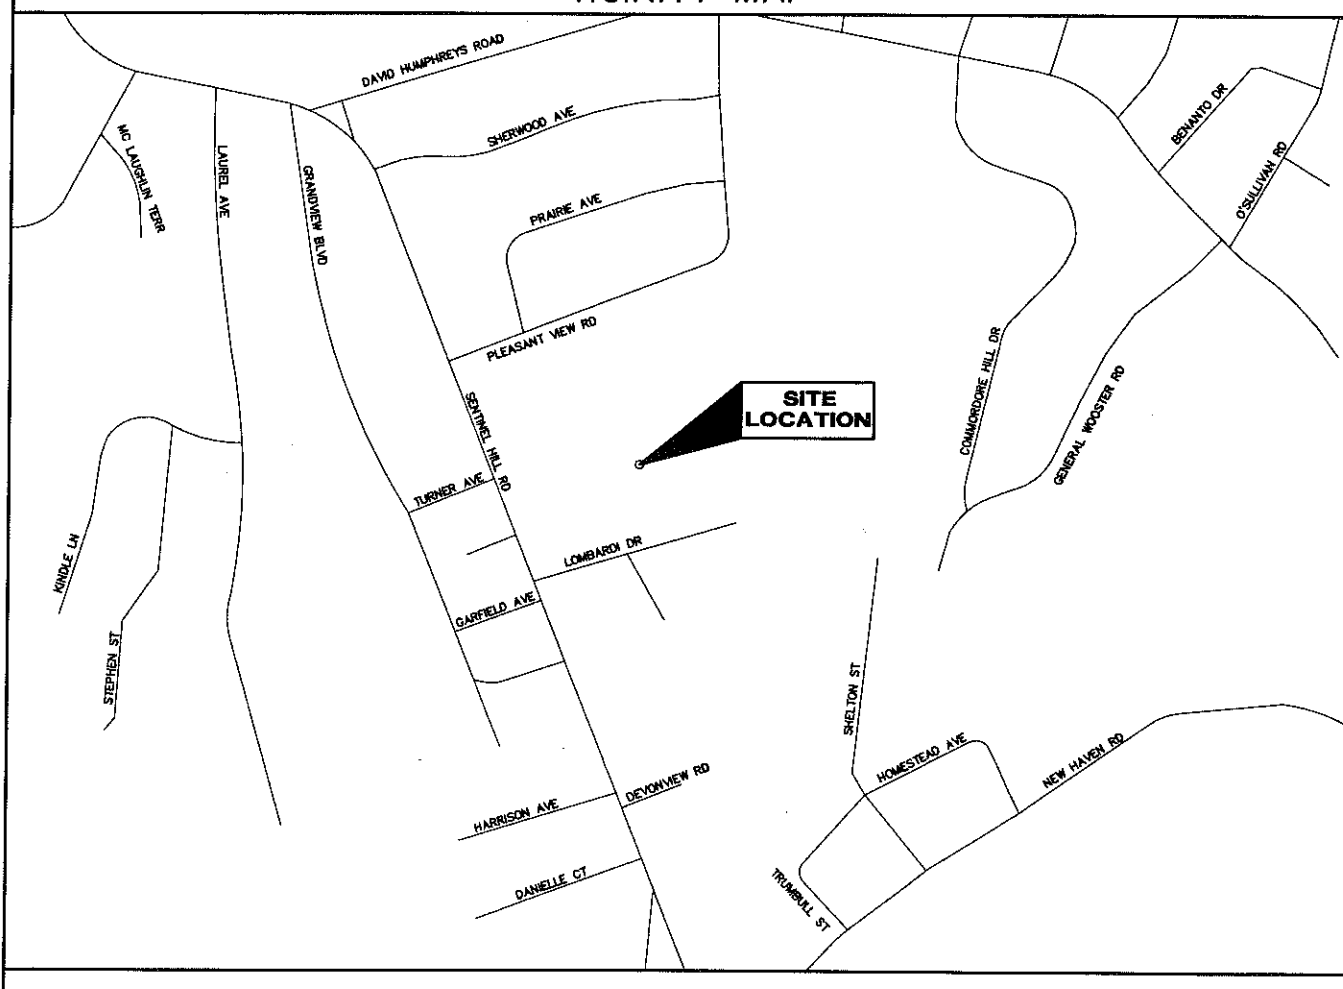 DAVID HUMPHREYS ROAD
SHERWOOD AVE
BENANTO DR
MC LAUGHLIN TERR
LAUREL AVE
GRANDVIEW BLVD
O'SULLIVAN RD
PRAIRIE AVE
PLEASANT VIEW RD
SITE
LOCATION
SENTINEL HILL RD
COMMORDORE HILL DR
GENERAL WOOSTER RD
TURNER AVE
LOMBARDI DR
KINDLE LN
GARFIELD AVE
STEPHEN ST
SHELTON ST
HOMESTEAD AVE
NEW HAVEN RD
DEVONVIEW RD
HARRISON AVE
DANIELLE CT
TRUMBULL ST